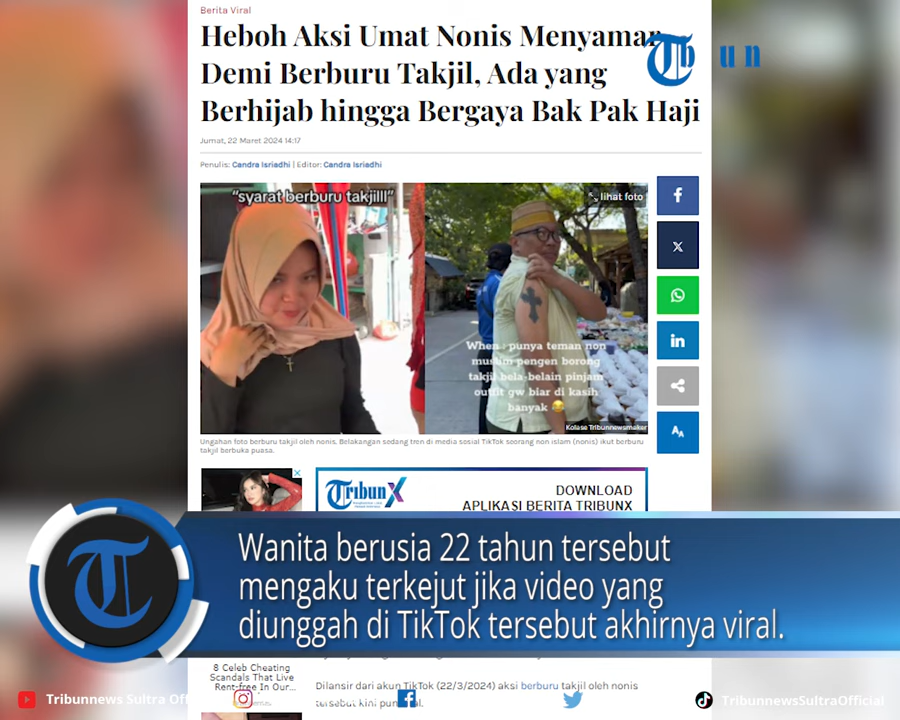 Berita Viral
Heboh Aksi Umat Nonis Menyamar
Demi Berburu Takjil, Ada yang
Berhijab hingga Bergaya Bak Pak Haji
Jumat, 22 Maret 2024 14:17
Penulis: Candra Isriadhi | Editor: Candra Isriadhi
"syarat berburu takjilll"
lihat foto
When : punya teman non
muslim pengen borong
takjil bela-belain pinjam
outfit gw biar di kasih
banyak 😂
Kolase Tribunnewsmaker
Ungahan foto berburu takjil oleh nonis. Belakangan sedang tren di media sosial TikTok seorang non islam (nonis) ikut berburu
takjil berbuka puasa.
TribunX
DOWNLOAD
APLIKASI BERITA TRIBUNX
Wanita berusia 22 tahun tersebut
mengaku terkejut jika video yang
diunggah di TikTok tersebut akhirnya viral.
8 Celeb Cheating
Scandals That Live
Rent-free In Our...
Dilansir dari akun TikTok (22/3/2024) aksi berburu takjil oleh nonis
tersebut kini
Tribunnews Sultra
TribunnewsSultraOfficial